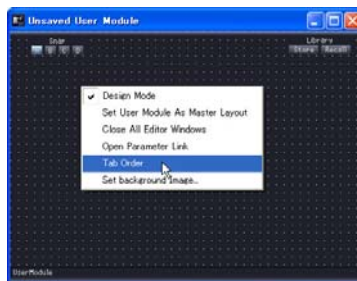 Unsaved User Module
Snap
Library
B C D
Store Recall
Design Mode
Set User Module As Master Layout
Close All Editor Windows
Open Parameter Link
Tab Order
Set background Image...
UserModule